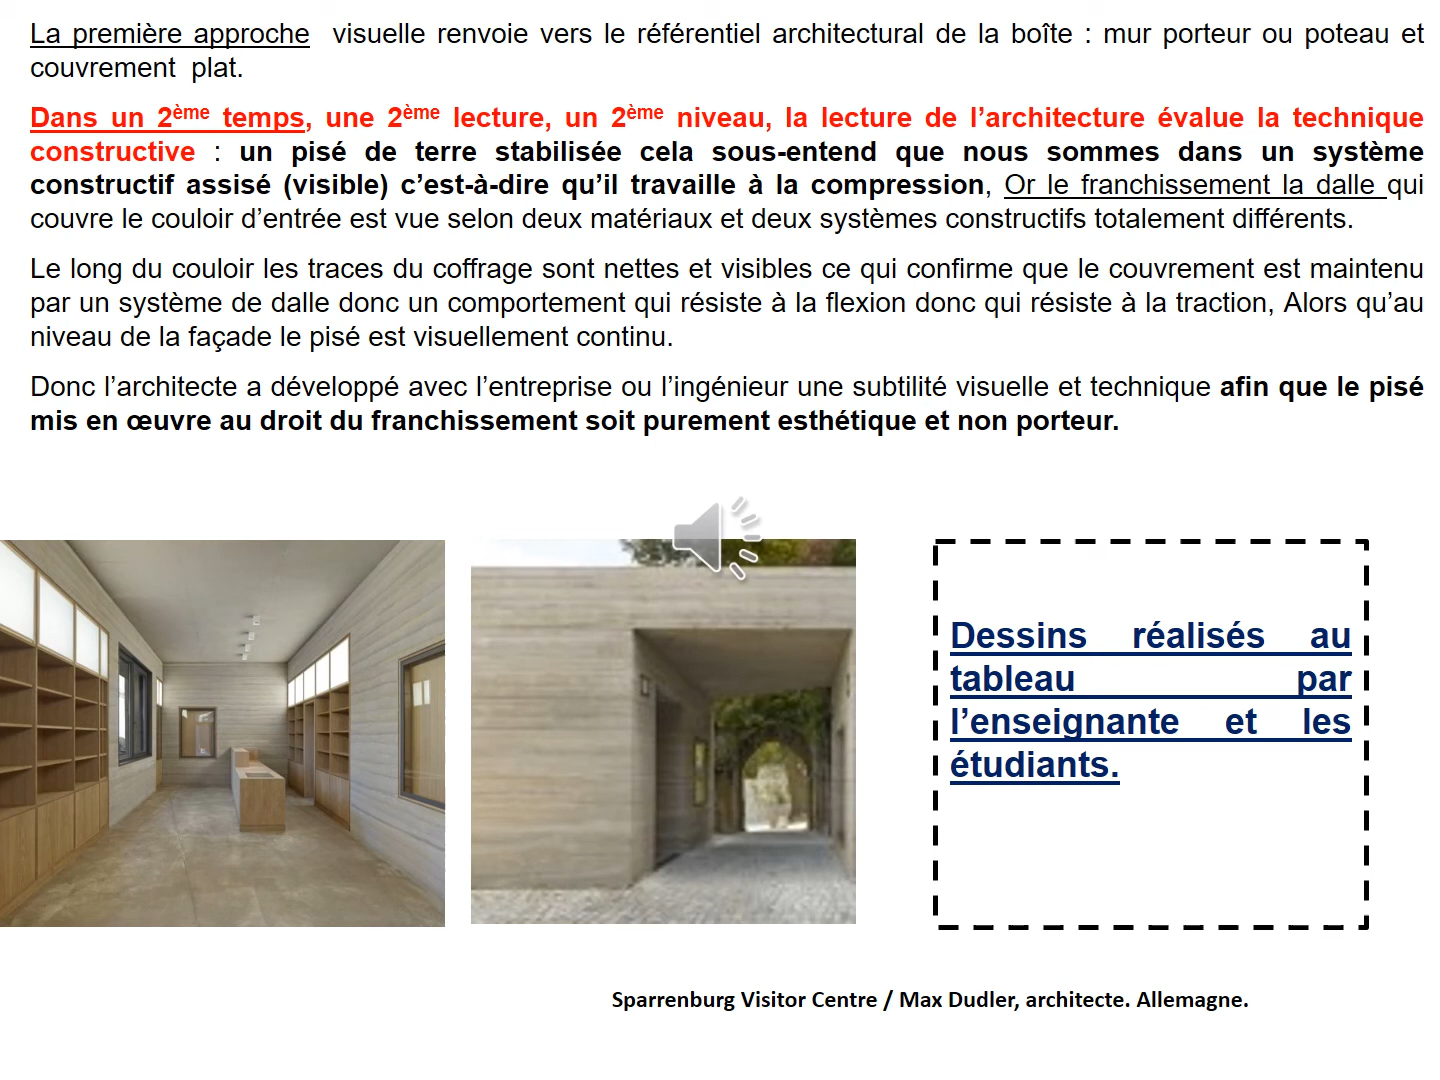 La première approche visuelle renvoie vers le référentiel architectural de la boîte : mur porteur ou poteau et
couvrement plat.
Dans un 2ème temps, une 2ème lecture, un 2ème niveau, la lecture de l’architecture évalue la technique
constructive : un pisé de terre stabilisée cela sous-entend que nous sommes dans un système
constructif assisé (visible) c’est-à-dire qu’il travaille à la compression, Or le franchissement la dalle qui
couvre le couloir d’entrée est vue selon deux matériaux et deux systèmes constructifs totalement différents.
Le long du couloir les traces du coffrage sont nettes et visibles ce qui confirme que le couvrement est maintenu
par un système de dalle donc un comportement qui résiste à la flexion donc qui résiste à la traction, Alors qu’au
niveau de la façade le pisé est visuellement continu.
Donc l’architecte a développé avec l’entreprise ou l’ingénieur une subtilité visuelle et technique afin que le pisé
mis en œuvre au droit du franchissement soit purement esthétique et non porteur.
Dessins réalisés au
tableau par
l’enseignante et les
étudiants.
Sparrenburg Visitor Centre / Max Dudler, architecte. Allemagne.